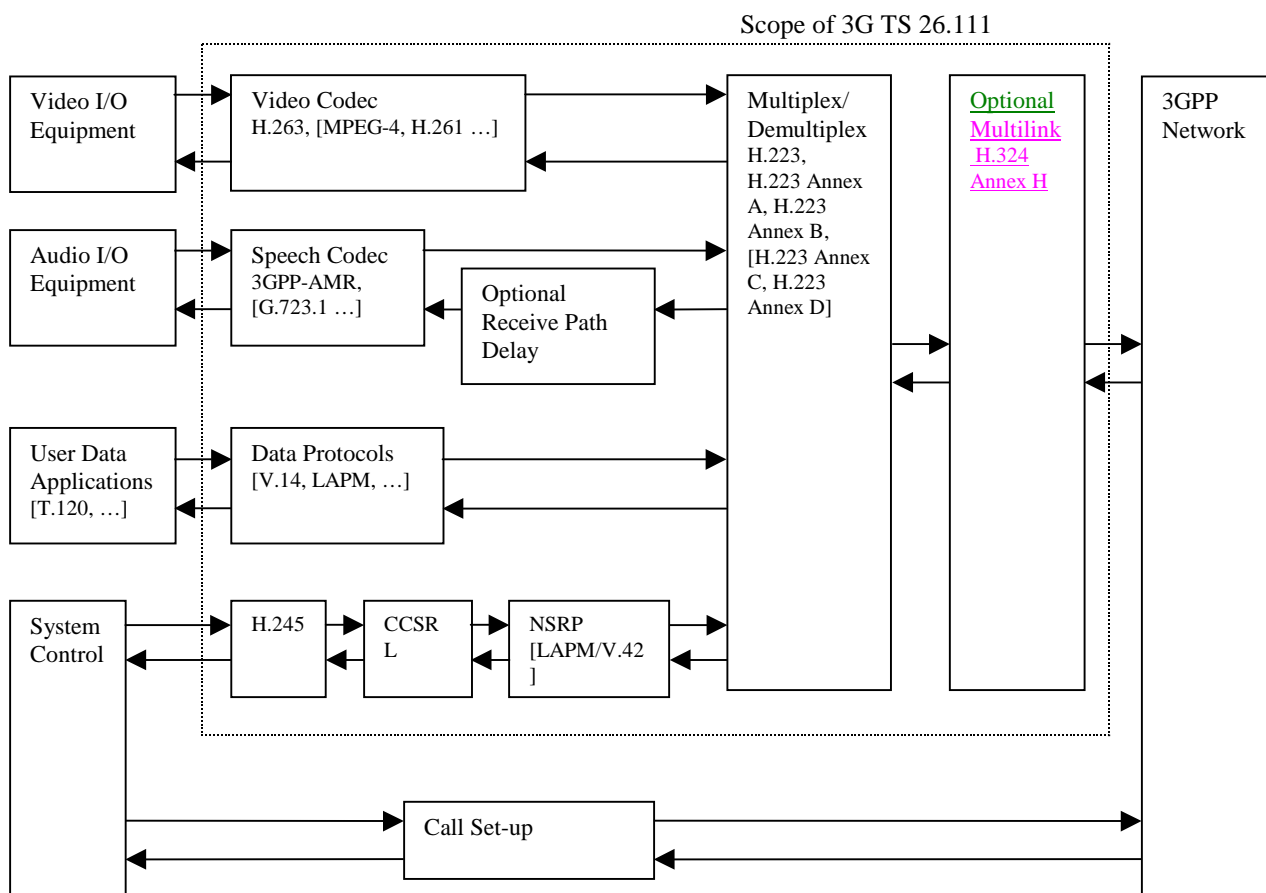 Scope of 3G TS 26.111
Video I/O
Equipment
Video Codec
H.263, [MPEG-4, H.261 …]
Multiplex/
Demultiplex
H.223,
H.223 Annex
A, H.223
Annex B,
[H.223 Annex
C, H.223
Annex D]
Optional
Multilink
H.324
Annex H
3GPP
Network
Audio I/O
Equipment
Speech Codec
3GPP-AMR,
[G.723.1 …]
Optional
Receive Path
Delay
User Data
Applications
[T.120, …]
Data Protocols
[V.14, LAPM, …]
System
Control
H.245
CCSR
L
NSRP
[LAPM/V.42
]
Call Set-up